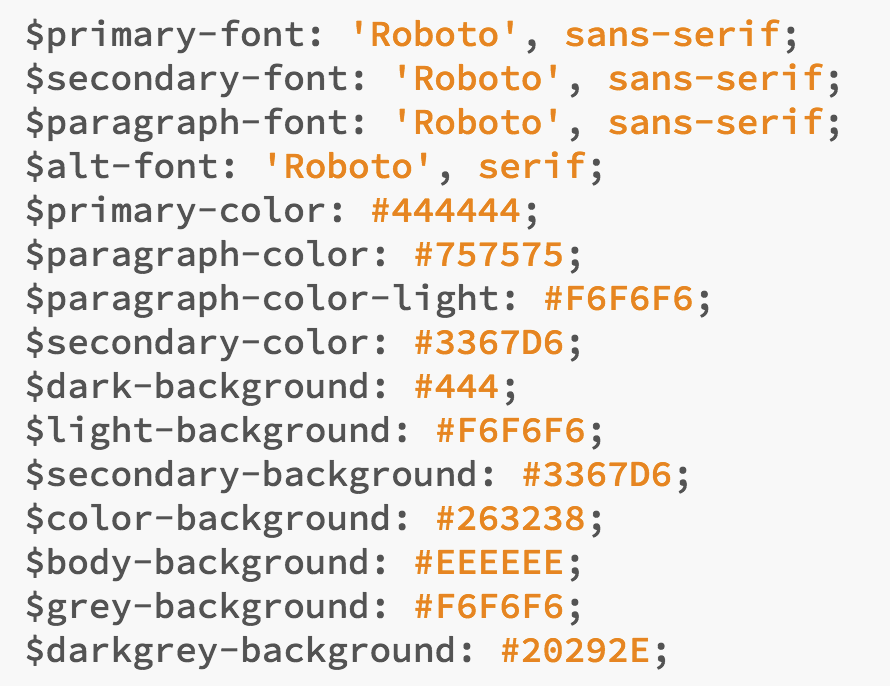 $primary-font: 'Roboto', sans-serif;
$secondary-font: 'Roboto', sans-serif;
$paragraph-font: 'Roboto', sans-serif;
$alt-font: 'Roboto', serif;
$primary-color: #444444;
$paragraph-color: #757575;
$paragraph-color-light: #F6F6F6;
$secondary-color: #3367D6;
$dark-background: #444;
$light-background: #F6F6F6;
$secondary-background: #3367D6;
$color-background: #263238;
$body-background: #EEEEEE;
$grey-background: #F6F6F6;
$darkgrey-background: #20292E;